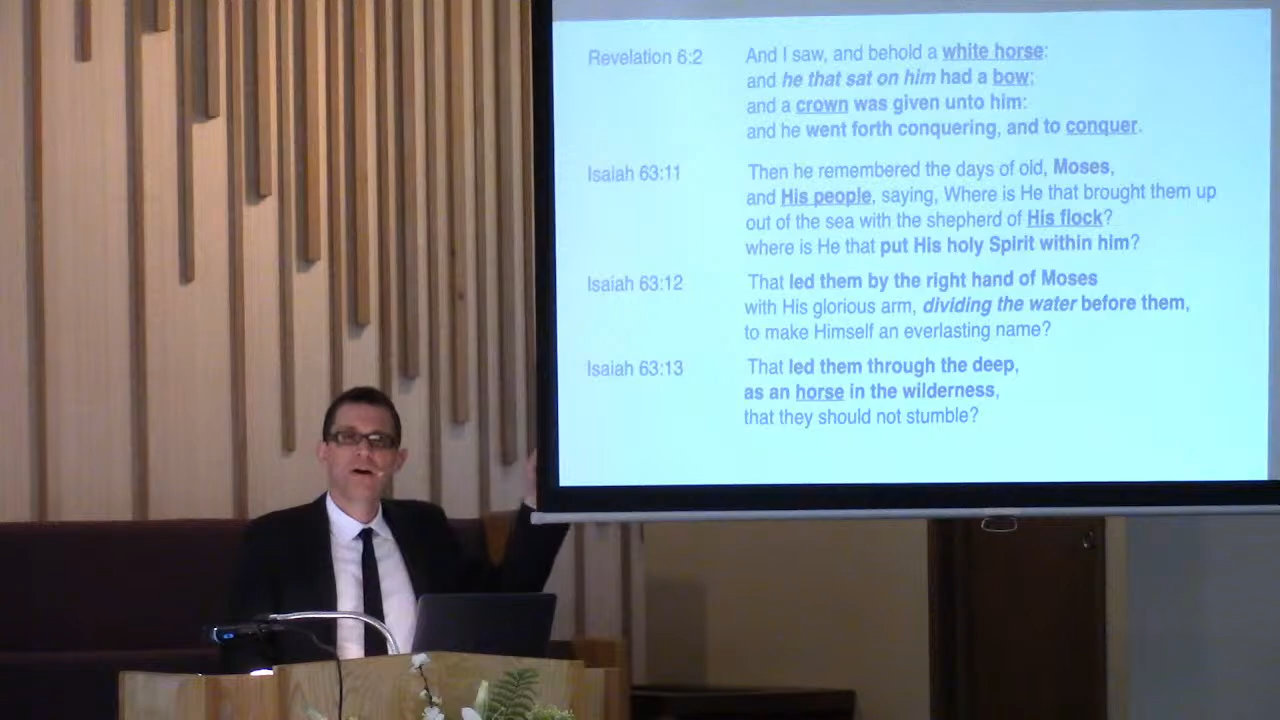 Revelation 6:2 And I saw, and behold a white horse:
and he that sat on him had a bow;
and a crown was given unto him:
and he went forth conquering, and to conquer.
Isaiah 63:11 Then he remembered the days of old, Moses,
and His people, saying, Where is He that brought them up
out of the sea with the shepherd of His flock?
where is He that put His holy Spirit within him?
Isaiah 63:12 That led them by the right hand of Moses
with His glorious arm, dividing the water before them,
to make Himself an everlasting name?
Isaiah 63:13 That led them through the deep,
as an horse in the wilderness,
that they should not stumble?